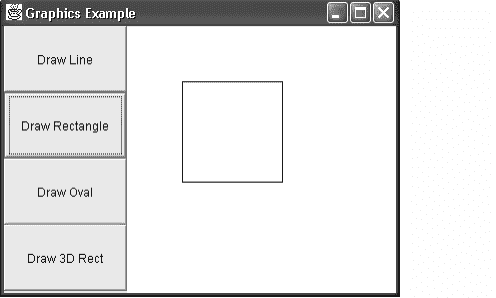 Graphics Example
Draw Line
Draw Rectangle
Draw Oval
Draw 3D Rect